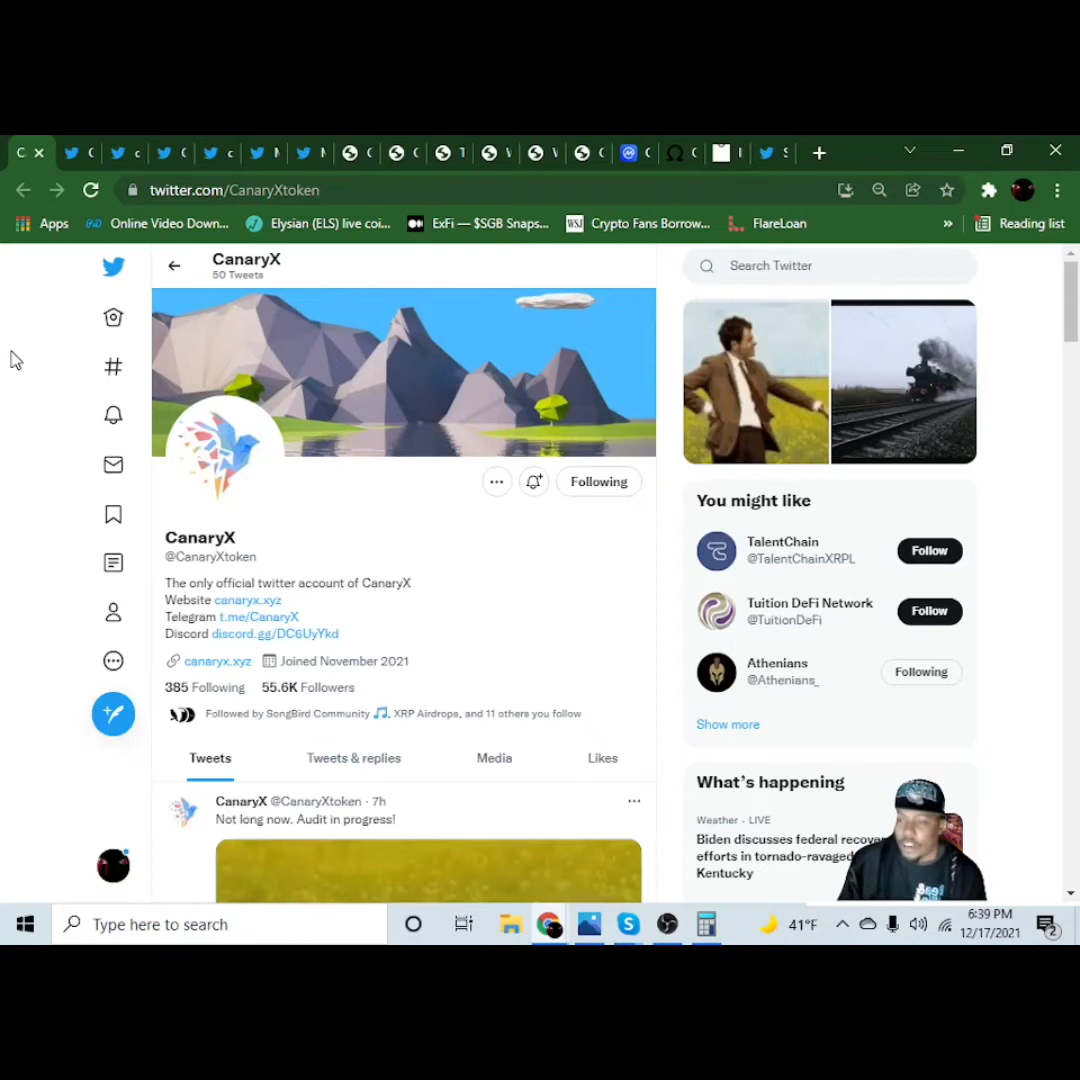 C
twitter.com/CanaryXtoken
Apps
Online Video Down...
Elysian (ELS) live coi...
ExFi — $SGB Snaps...
WSJ
Crypto Fans Borrow...
FlareLoan
»
Reading list
CanaryX
50 Tweets
Search Twitter
Following
CanaryX
@CanaryXtoken
The only official twitter account of CanaryX
Website canaryx.xyz
Telegram t.me/CanaryX
Discord discord.gg/DC6UyYkd
canaryx.xyz Joined November 2021
385 Following 55.6K Followers
Followed by SongBird Community 🎵, XRP Airdrops, and 11 others you follow
Tweets
Tweets & replies
Media
Likes
CanaryX @CanaryXtoken · 7h
Not long now. Audit in progress!
You might like
TalentChain
@TalentChainXRPL
Follow
Tuition DeFi Network
@TuitionDeFi
Follow
Athenians
@Athenians_
Following
Show more
What's happening
Weather · LIVE
Biden discusses federal recove
efforts in tornado-ravaged
Kentucky
Type here to search
41°F
6:39 PM
12/17/2021
2